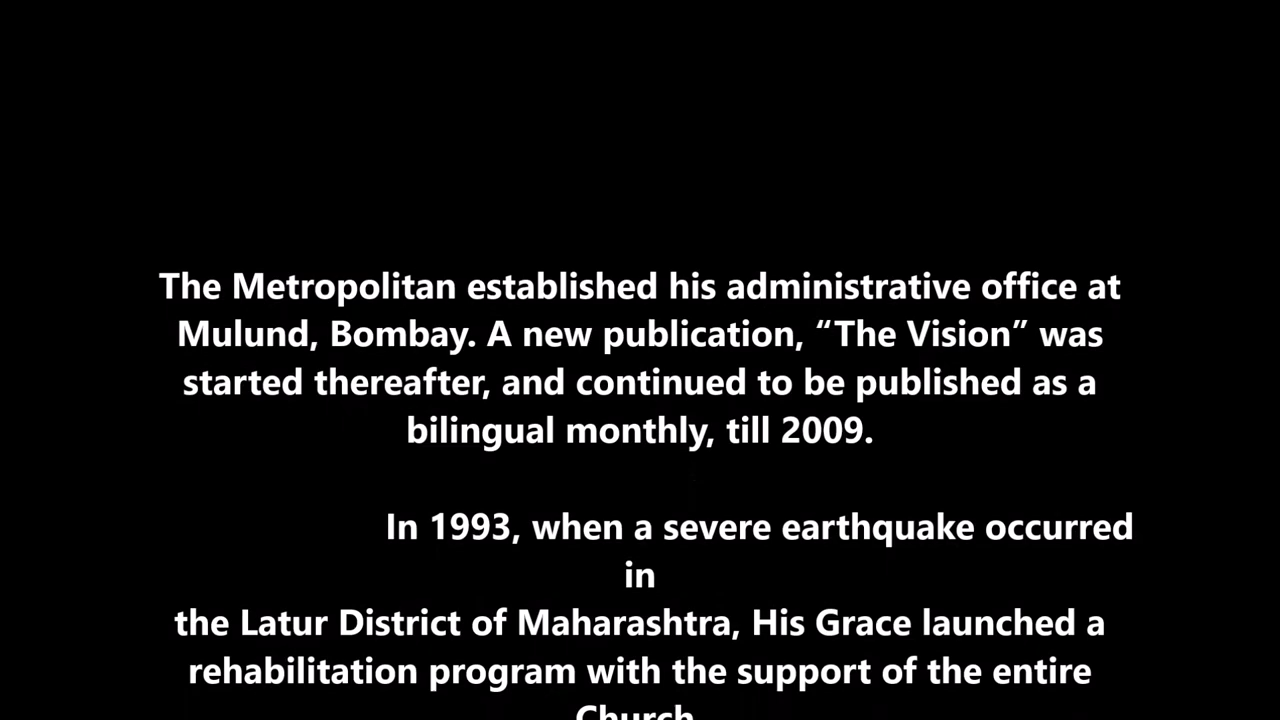 The Metropolitan established his administrative office at
Mulund, Bombay. A new publication, “The Vision” was
started thereafter, and continued to be published as a
bilingual monthly, till 2009.
In 1993, when a severe earthquake occurred
in
the Latur District of Maharashtra, His Grace launched a
rehabilitation program with the support of the entire
Church